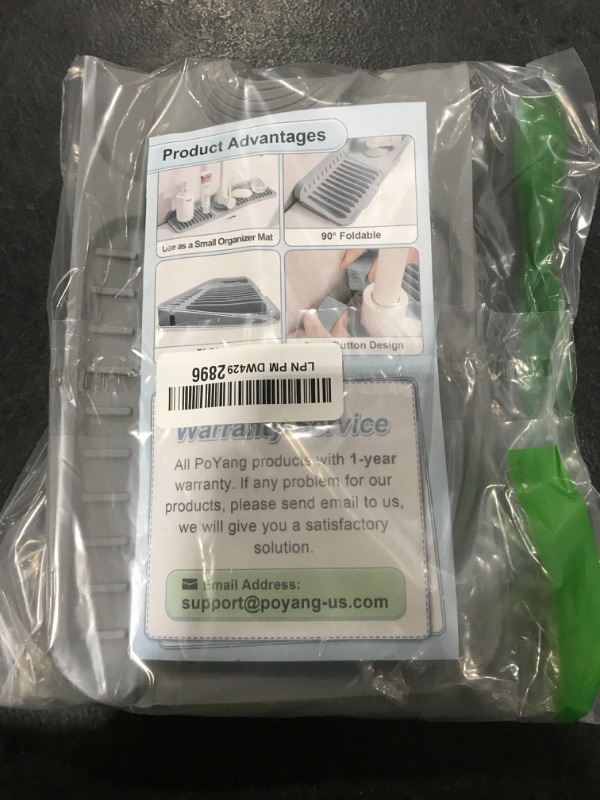 Product Advantages
Use as a Small Organizer Mat
90° Foldable
Button Design
LPN PM DW429 2896
Warranty Service
All PoYang products with 1-year
warranty. If any problem for our
products, please send email to us,
we will give you a satisfactory
solution.
Email Address:
support@poyang-us.com